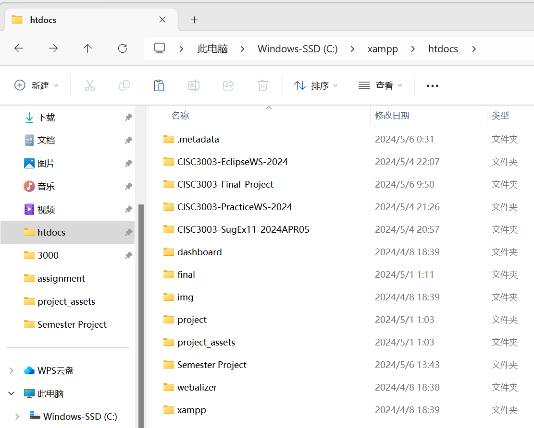 htdocs
此电脑 Windows-SSD (C:) xampp htdocs
新建 排序 查看
名称 修改日期 类型
下载
文档
图片
音乐
视频
htdocs
3000
assignment
project_assets
Semester Project
WPS云盘
此电脑
Windows-SSD (C:)
.metadata 2024/5/6 0:31 文件夹
CISC3003-EclipseWS-2024 2024/5/4 22:07 文件夹
CISC3003-Final-Project 2024/5/6 9:50 文件夹
CISC3003-PracticeWS-2024 2024/5/4 21:26 文件夹
CISC3003-SugEx11-2024APR05 2024/5/4 20:57 文件夹
dashboard 2024/4/8 18:39 文件夹
final 2024/5/1 1:11 文件夹
img 2024/4/8 18:39 文件夹
project 2024/5/1 1:03 文件夹
project_assets 2024/5/1 1:03 文件夹
Semester Project 2024/5/6 13:43 文件夹
webalizer 2024/4/8 18:38 文件夹
xampp 2024/4/8 18:39 文件夹